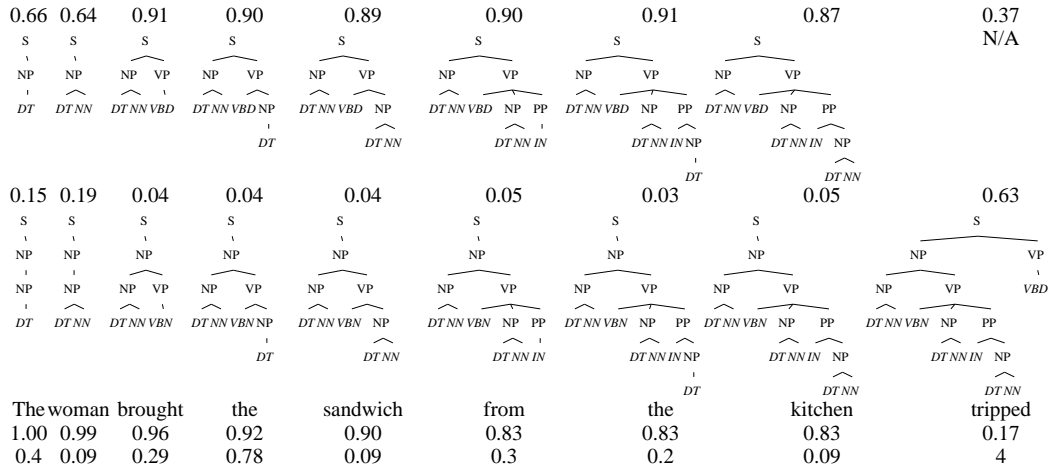 0.66 0.64 0.91 0.90 0.89 0.90 0.91 0.87 0.37
S S S S S S S S N/A
NP NP NP VP NP VP NP VP NP VP NP VP NP VP
DT DT NN DT NN VBD DT NN VBD NP DT NN VBD NP DT NN VBD NP PP DT NN VBD NP PP DT NN VBD NP PP
DT DT NN DT NN IN DT NN IN NP DT NN IN NP
DT DT NN
0.15 0.19 0.04 0.04 0.04 0.05 0.03 0.05 0.63
S S S S S S S S S
NP NP NP NP NP NP NP NP NP VP
NP NP NP VP NP VP NP VP NP VP NP VP NP VP NP VP VBD
DT DT NN DT NN VBN DT NN VBN NP DT NN VBN NP DT NN VBN NP PP DT NN VBN NP PP DT NN VBN NP PP DT NN VBN NP PP
DT DT NN DT NN IN DT NN IN NP DT NN IN NP DT NN IN NP
DT DT NN DT NN
The woman brought the sandwich from the kitchen tripped
1.00 0.99 0.96 0.92 0.90 0.83 0.83 0.83 0.17
0.4 0.09 0.29 0.78 0.09 0.3 0.2 0.09 4